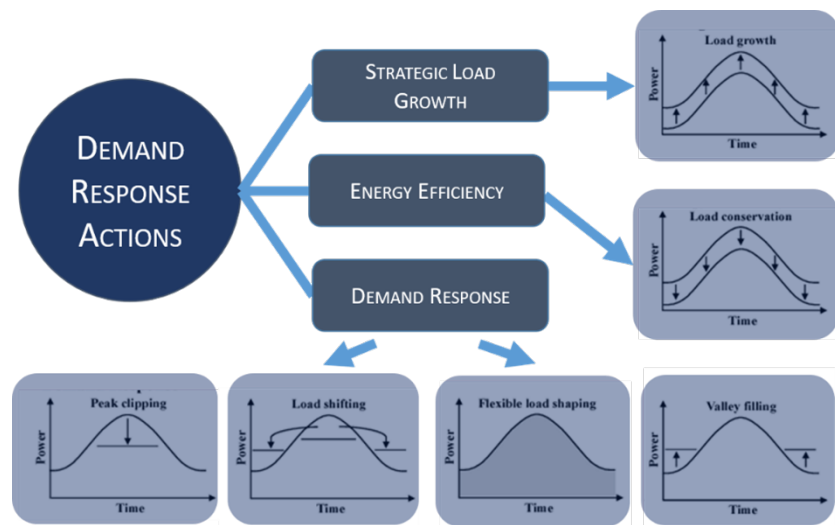 DEMAND
RESPONSE
ACTIONS
STRATEGIC LOAD
GROWTH
ENERGY EFFICIENCY
DEMAND RESPONSE
Load growth
Power
Time
Load conservation
Power
Time
Peak clipping
Power
Time
Load shifting
Power
Time
Flexible load shaping
Power
Time
Valley filling
Power
Time